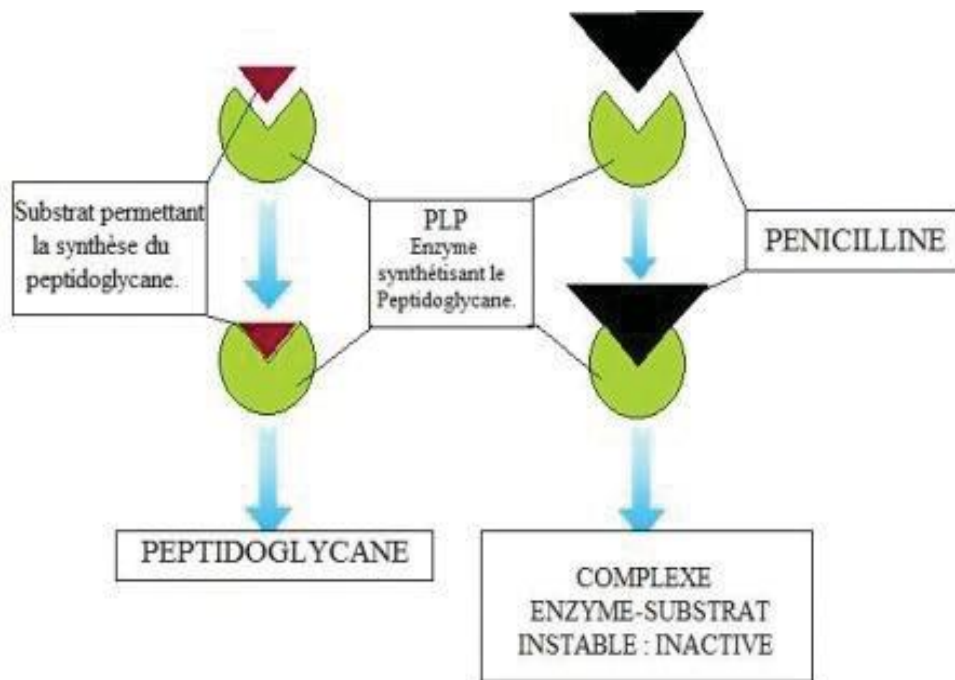 Substrat permettant
la synthèse du
peptidoglycane.
PLP
Enzyme
synthétisant le
Peptidoglycane.
PENICILLINE
PEPTIDOGLYCANE
COMPLEXE
ENZYME-SUBSTRAT
INSTABLE : INACTIVE